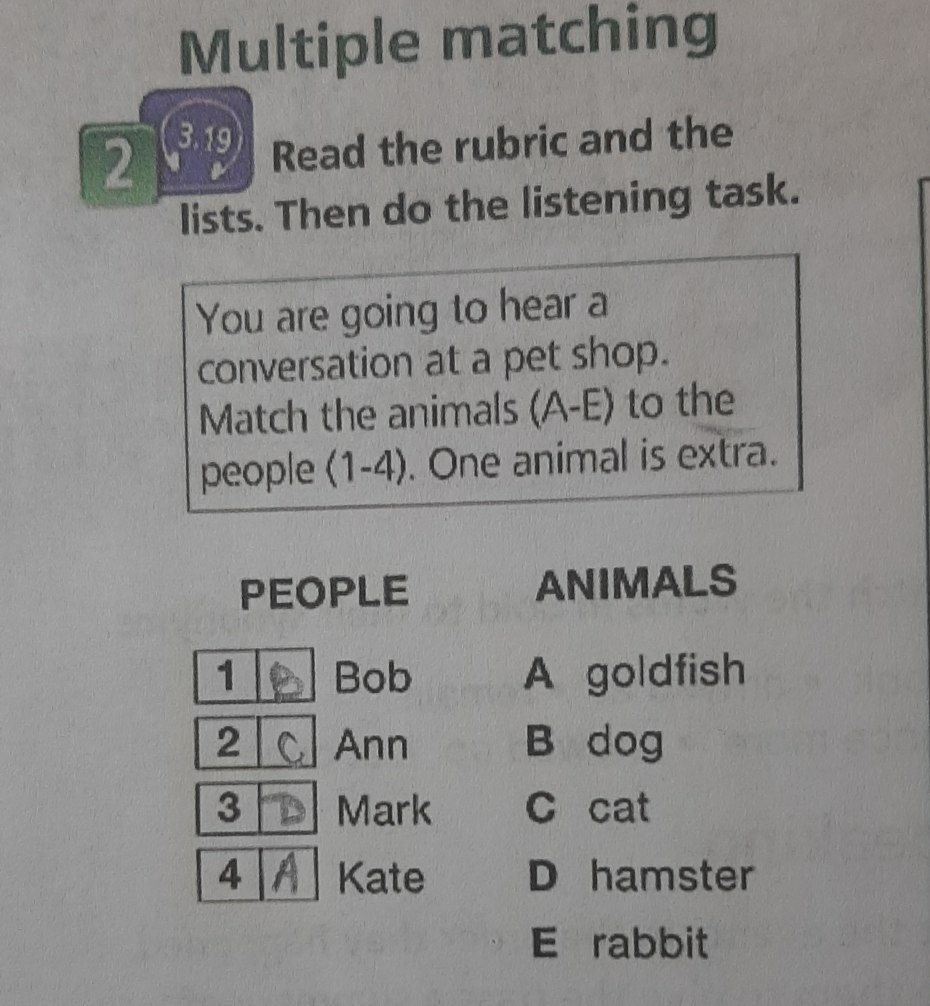 Multiple matching
2 3.19 Read the rubric and the
lists. Then do the listening task.
You are going to hear a
conversation at a pet shop.
Match the animals (A-E) to the
people (1-4). One animal is extra.
PEOPLE ANIMALS
1 Bob A goldfish
2 C Ann B dog
3 D Mark C cat
4 A Kate D hamster
E rabbit